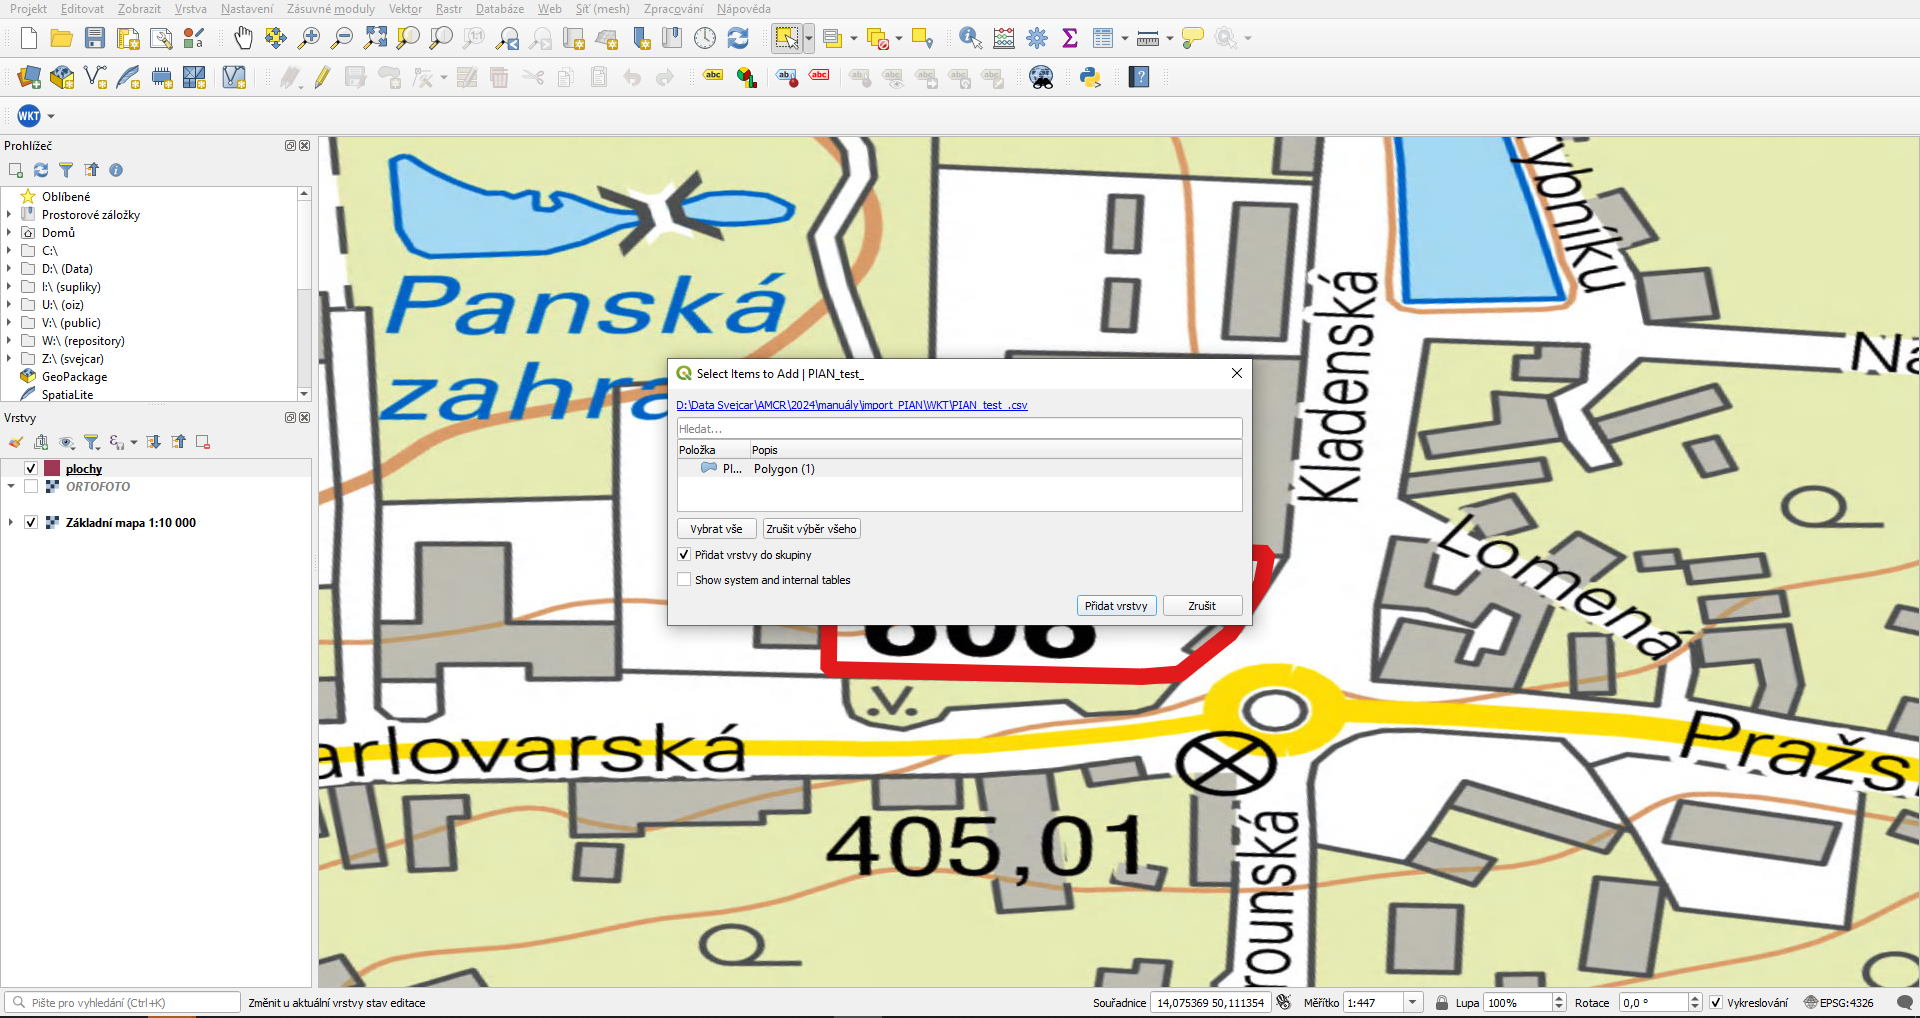 Projekt Editovat Zobrazit Vrstva Nastavení Zásuvné moduly Vektor Rastr Databáze Web Síť (mesh) Zpracování Nápověda
WKT
Prohlížeč
Oblíbené
Prostorové záložky
Domů
C:\
D:\ (Data)
I:\ (supliky)
U:\ (oiz)
V:\ (public)
W:\ (repository)
Z:\ (svejcar)
GeoPackage
SpatiaLite
Vrstvy
plochy
ORTOFOTO
Základní mapa 1:10 000
Panská
zahra
Kladenská
ybníku
Na
Lomená
arlovarská
Pražs
405,01
rounská
Select Items to Add | PIAN_test_
D:\Data Svejcar\AMCR\2024\manuály\import_PIAN\WKT\PIAN_test_.csv
Hledat...
Položka Popis
PI... Polygon (1)
Vybrat vše Zrušit výběr všeho
Přidat vrstvy do skupiny
Show system and internal tables
Přidat vrstvy Zrušit
Pište pro vyhledání (Ctrl+K) Změnit u aktuální vrstvy stav editace Souřadnice 14,075369 50,111354 Měřítko 1:447 Lupa 100% Rotace 0,0 ° Vykreslování EPSG:4326